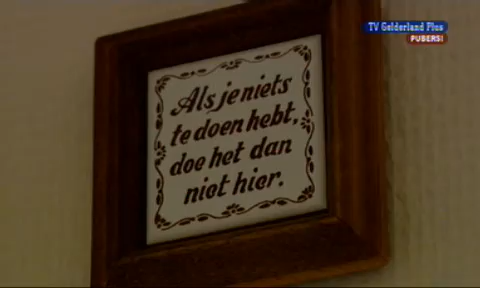 TV Gelderland Plus
PUBERS!
Als je niets
te doen hebt,
doe het dan
niet hier.